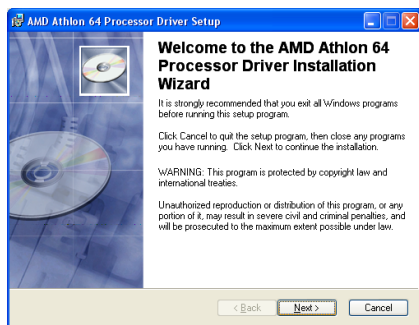 AMD Athlon 64 Processor Driver Setup
Welcome to the AMD Athlon 64
Processor Driver Installation
Wizard
It is strongly recommended that you exit all Windows programs
before running this setup program.
Click Cancel to quit the setup program, then close any programs
you have running. Click Next to continue the installation.
WARNING: This program is protected by copyright law and
international treaties.
Unauthorized reproduction or distribution of this program, or any
portion of it, may result in severe civil and criminal penalties, and
will be prosecuted to the maximum extent possible under law.
< Back Next > Cancel